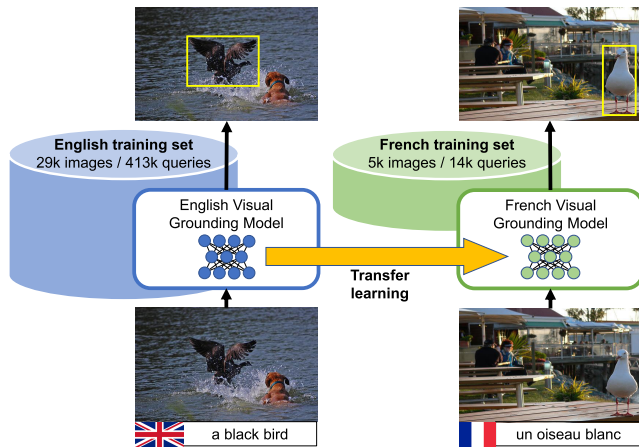 English training set
29k images / 413k queries
French training set
5k images / 14k queries
English Visual
Grounding Model
French Visual
Grounding Model
Transfer
learning
a black bird
un oiseau blanc